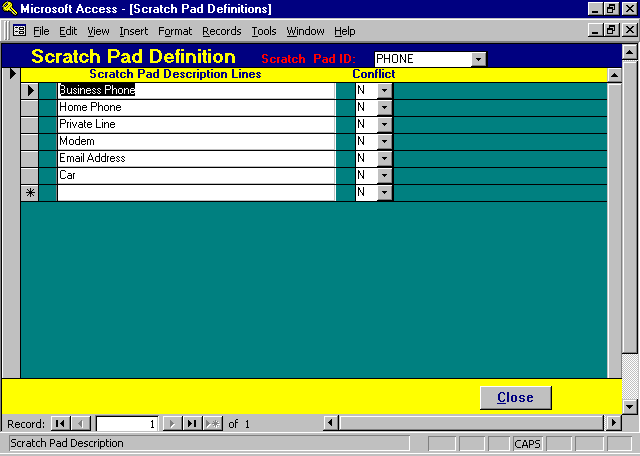 Microsoft Access - [Scratch Pad Definitions]
File Edit View Insert Format Records Tools Window Help
Scratch Pad Definition Scratch Pad ID: PHONE
Scratch Pad Description Lines Conflict
Business Phone N
Home Phone N
Private Line N
Modem N
Email Address N
Car N
N
Close
Record: 1 of 1
Scratch Pad Description CAPS